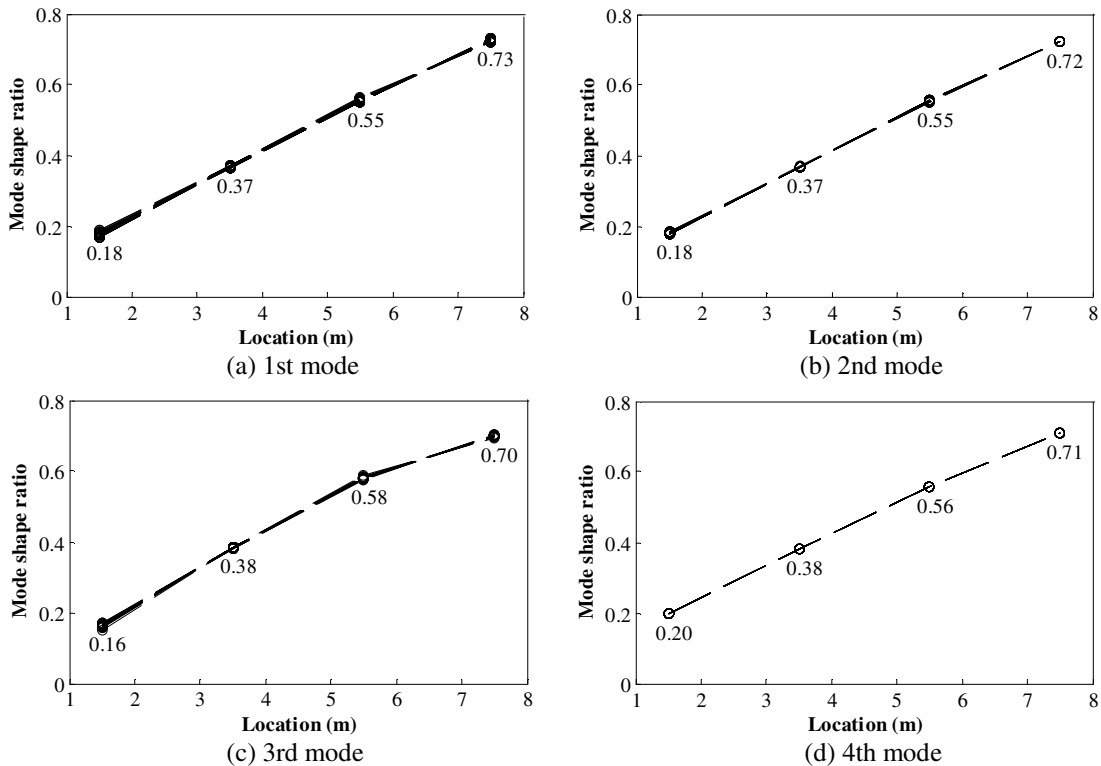 0.8
0.6
0.4
0.2
0
Mode shape ratio
0.18
0.37
0.55
0.73
1 2 3 4 5 6 7 8
Location (m)
(a) 1st mode
0.8
0.6
0.4
0.2
0
Mode shape ratio
0.18
0.37
0.55
0.72
1 2 3 4 5 6 7 8
Location (m)
(b) 2nd mode
0.8
0.6
0.4
0.2
0
Mode shape ratio
0.16
0.38
0.58
0.70
1 2 3 4 5 6 7 8
Location (m)
(c) 3rd mode
0.8
0.6
0.4
0.2
0
Mode shape ratio
0.20
0.38
0.56
0.71
1 2 3 4 5 6 7 8
Location (m)
(d) 4th mode